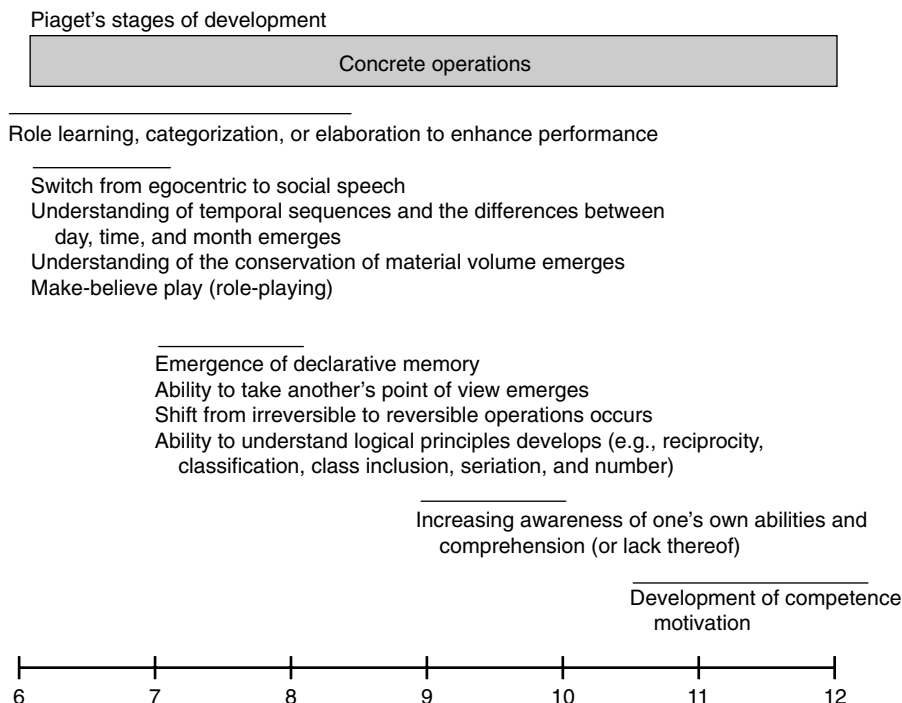 Piaget's stages of development
Concrete operations
Role learning, categorization, or elaboration to enhance performance
Switch from egocentric to social speech
Understanding of temporal sequences and the differences between
day, time, and month emerges
Understanding of the conservation of material volume emerges
Make-believe play (role-playing)
Emergence of declarative memory
Ability to take another's point of view emerges
Shift from irreversible to reversible operations occurs
Ability to understand logical principles develops (e.g., reciprocity,
classification, class inclusion, seriation, and number)
Increasing awareness of one's own abilities and
comprehension (or lack thereof)
Development of competence
motivation
6 7 8 9 10 11 12